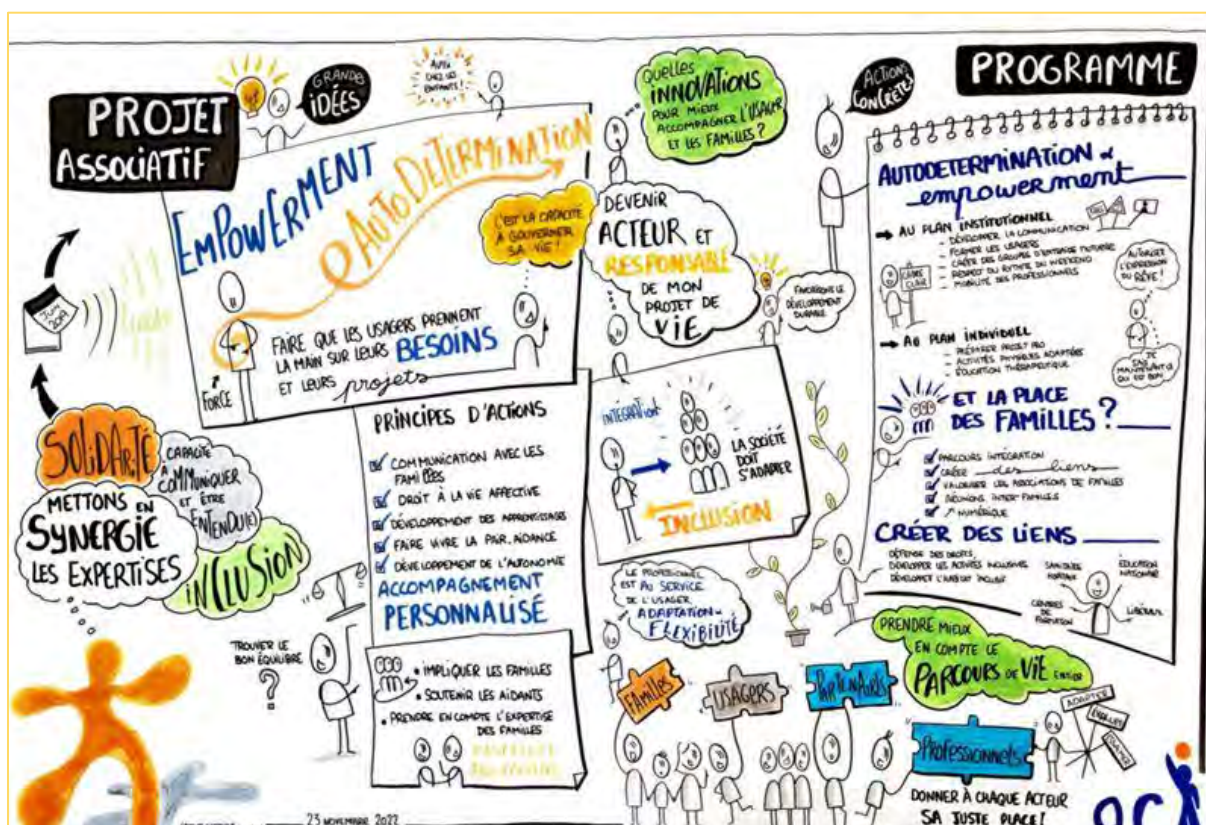 PROJET
ASSOCIATIF
GRANDES
IDÉES
AUSSI
CHEZ LES
ENFANTS!
EMPOWERMENT
AUTODETERMINATION
C'EST LA CAPACITÉ
À GOUVERNER
SA VIE!
FAIRE QUE LES USAGERS PRENNENT
LA MAIN SUR LEURS BESOINS
ET LEURS projets
FORCE
JUIN
2019
SOLIDARITÉ
CAPACITÉ
À
COMMUNIQUER
ET ÊTRE
ENTENDU(E)
METTONS EN
SYNERGIE
LES EXPERTISES
INCLUSION
PRINCIPES D'ACTIONS
COMMUNICATION AVEC LES
FAMILLES
DROIT À LA VIE AFFECTIVE
DÉVELOPPEMENT DES APPRENTISSAGES
FAIRE VIVRE LA PAIR.AIDANCE
DÉVELOPPEMENT DE L'AUTONOMIE
ACCOMPAGNEMENT
PERSONNALISÉ
TROUVER LE
BON ÉQUILIBRE
?
IMPLIQUER LES FAMILLES
SOUTENIR LES AIDANTS
PRENDRE EN COMPTE L'EXPERTISE
DES FAMILLES
23 NOVEMBRE 2022
QUELLES
INNOVATIONS
POUR MIEUX
ACCOMPAGNER L'USAGER
ET LES FAMILLES?
DEVENIR
ACTEUR ET
RESPONSABLE
DE MON
PROJET DE
VIE
FAVORISONS LE
DÉVELOPPEMENT
DURABLE
INTÉGRATION
LA SOCIÉTÉ
DOIT
S'ADAPTER
INCLUSION
LE PROFESSIONNEL
EST AU SERVICE
DE L'USAGER
ADAPTATION
FLEXIBILITÉ
FAMILLES
USAGERS
PARTENAIRES
PROFESSIONNELS
DONNER À CHAQUE ACTEUR
SA JUSTE PLACE!
ACTIONS
CONCRÈTES
PROGRAMME
AUTODETERMINATION
empowerment
AU PLAN INSTITUTIONNEL
- DÉVELOPPER LA COMMUNICATION
- FORMER LES USAGERS
- CRÉER DES GROUPES D'ENTRAIDE MUTUELLE
- RESPECT DU RYTHME DU WEEKEND
- MOBILITÉ DES PROFESSIONNELS
CADRE
CLAIR
AUTORISER
L'EXPRESSION
DU RÊVE!
AU PLAN INDIVIDUEL
- PRÉPARER PROJET PRO
- ACTIVITÉS PHYSIQUES ADAPTÉES
- ÉDUCATION THÉRAPEUTIQUE
ET LA PLACE
DES FAMILLES?
PARCOURS INTÉGRATION
CRÉER des liens
VALORISER LES ASSOCIATIONS DE FAMILLES
RÉUNIONS INTER FAMILLES
NUMÉRIQUE
CRÉER DES LIENS
DÉFENSE DES DROITS
DÉVELOPPER LES ACTIVITÉS INCLUSIVES
DÉVELOPPER L'HABITAT INCLUSIF
ÉDUCATION
NATIONALE
CENTRES
DE
FORMATION
LIBÉRAUX
PRENDRE MIEUX
EN COMPTE LE
PARCOURS DE VIE ENTIER
ADAPTER
ÉVALUER